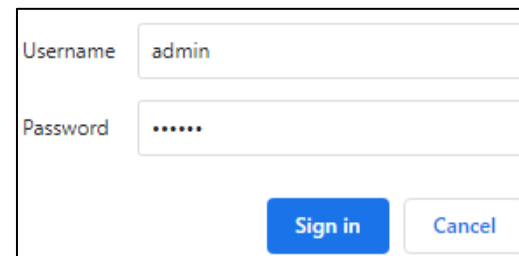 Username admin
Password ••••••
Sign in Cancel